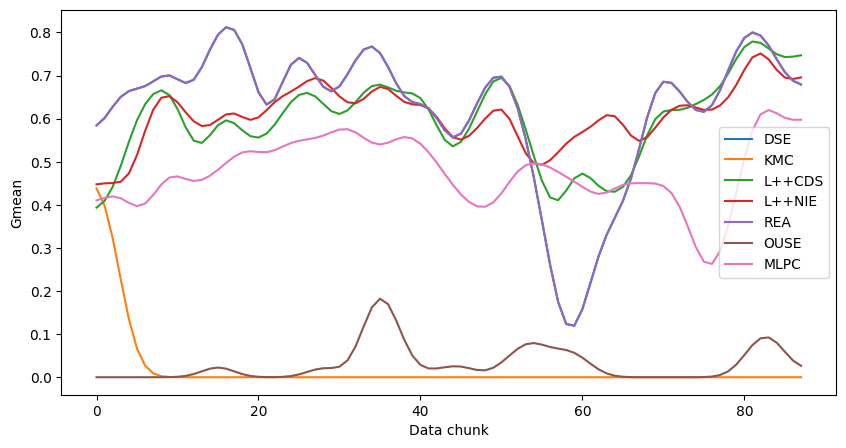 0.8
0.7
0.6
0.5
0.4
0.3
0.2
0.1
0.0
Gmean
0
20
40
60
80
Data chunk
DSE
KMC
L++CDS
L++NIE
REA
OUSE
MLPC